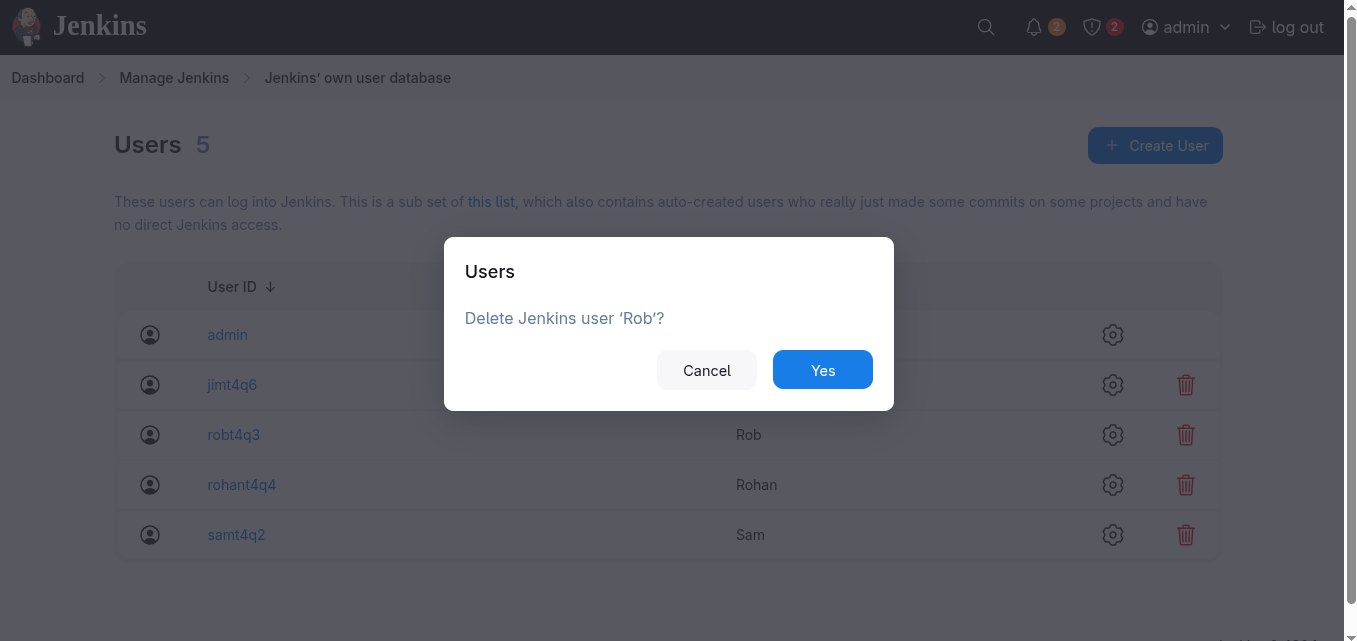 Jenkins
2
2
admin
log out
Dashboard
Manage Jenkins
Jenkins' own user database
Users 5
Create User
These users can log into Jenkins. This is a sub set of this list, which also contains auto-created users who really just made some commits on some projects and have
no direct Jenkins access.
User ID ↓
admin
jimt4q6
robt4q3 Rob
rohant4q4 Rohan
samt4q2 Sam
Users
Delete Jenkins user ‘Rob’?
Cancel
Yes